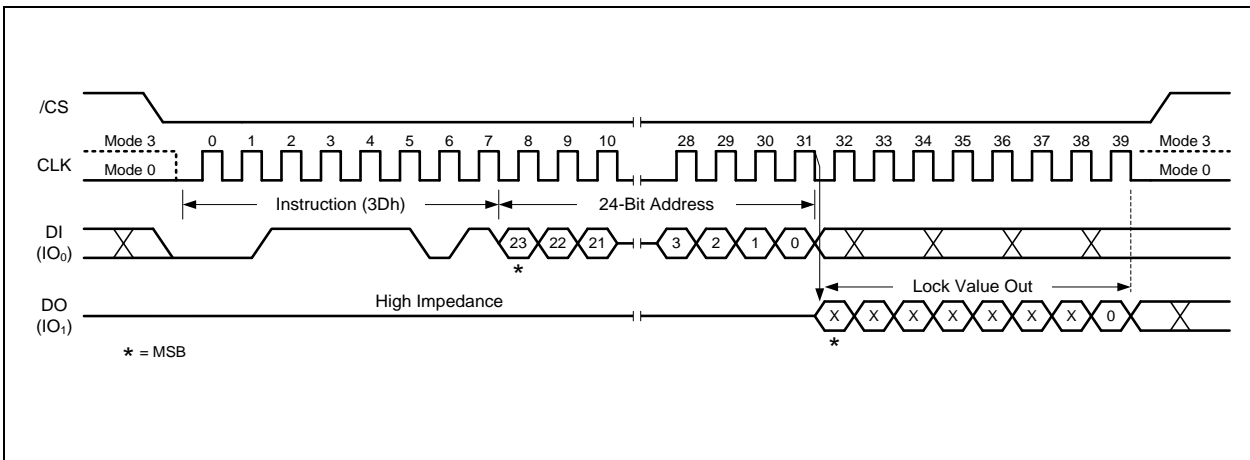 /CS
Mode 3 0 1 2 3 4 5 6 7 8 9 10 28 29 30 31 32 33 34 35 36 37 38 39 Mode 3
CLK Mode 0 Mode 0
Instruction (3Dh) 24-Bit Address
DI
(IO₀)
23 22 21 3 2 1 0
*
High Impedance Lock Value Out
DO
(IO₁)
X X X X X X X 0
* = MSB *